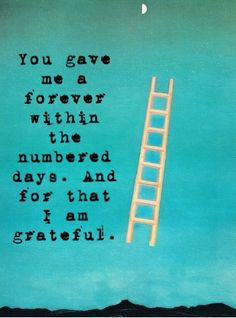 You gave
me a
forever
within
the
numbered
days. And
for that
I am
grateful.